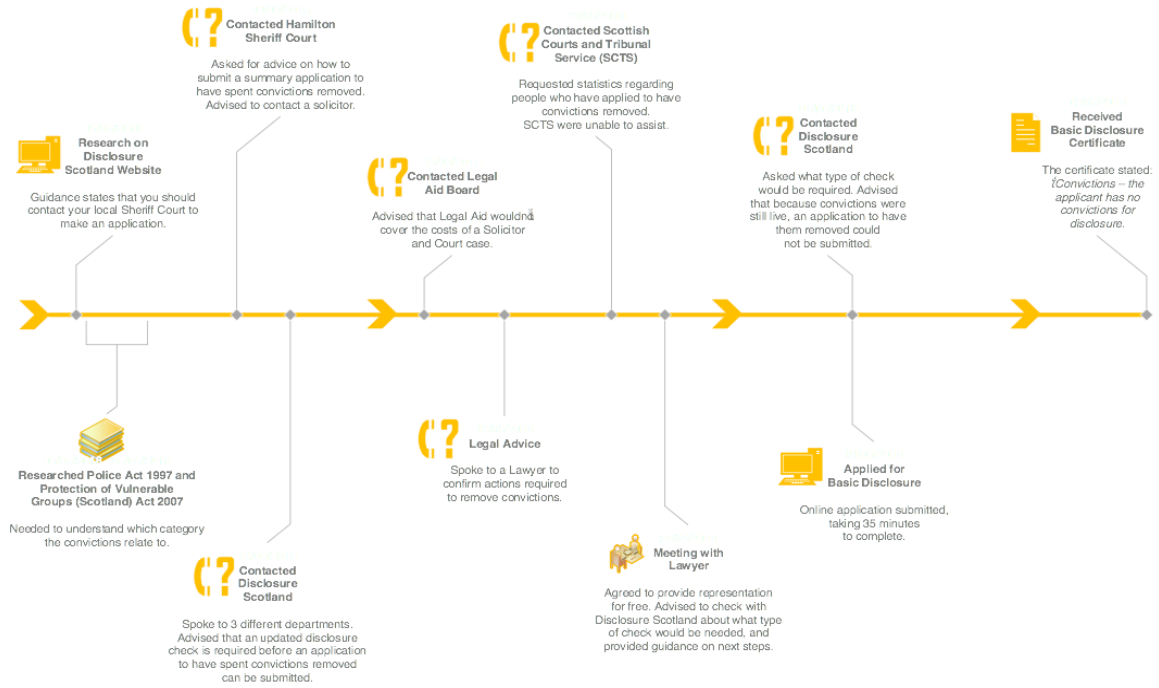 Contacted Hamilton
Sheriff Court
Asked for advice on how to
submit a summary application to
have spent convictions removed.
Advised to contact a solicitor.
Contacted Scottish
Courts and Tribunal
Service (SCTS)
Requested statistics regarding
people who have applied to have
convictions removed.
SCTS were unable to assist.
Research on
Disclosure
Scotland Website
Guidance states that you should
contact your local Sheriff Court to
make an application.
Contacted Legal
Aid Board
Advised that Legal Aid would
cover the costs of a Solicitor
and Court case.
Contacted
Disclosure
Scotland
Asked what type of check
would be required. Advised
that because convictions were
still live, an application to have
them removed could
not be submitted.
Received
Basic Disclosure
Certificate
The certificate stated:
Convictions – the
applicant has no
convictions for
disclosure.
Researched Police Act 1997 and
Protection of Vulnerable
Groups (Scotland) Act 2007
Needed to understand which category
the convictions relate to.
Contacted
Disclosure
Scotland
Spoke to 3 different departments.
Advised that an updated disclosure
check is required before an application
to have spent convictions removed
can be submitted.
Legal Advice
Spoke to a Lawyer to
confirm actions required
to remove convictions.
Meeting with
Lawyer
Agreed to provide representation
for free. Advised to check with
Disclosure Scotland about what type
of check would be needed, and
provided guidance on next steps.
Applied for
Basic Disclosure
Online application submitted,
taking 35 minutes
to complete.